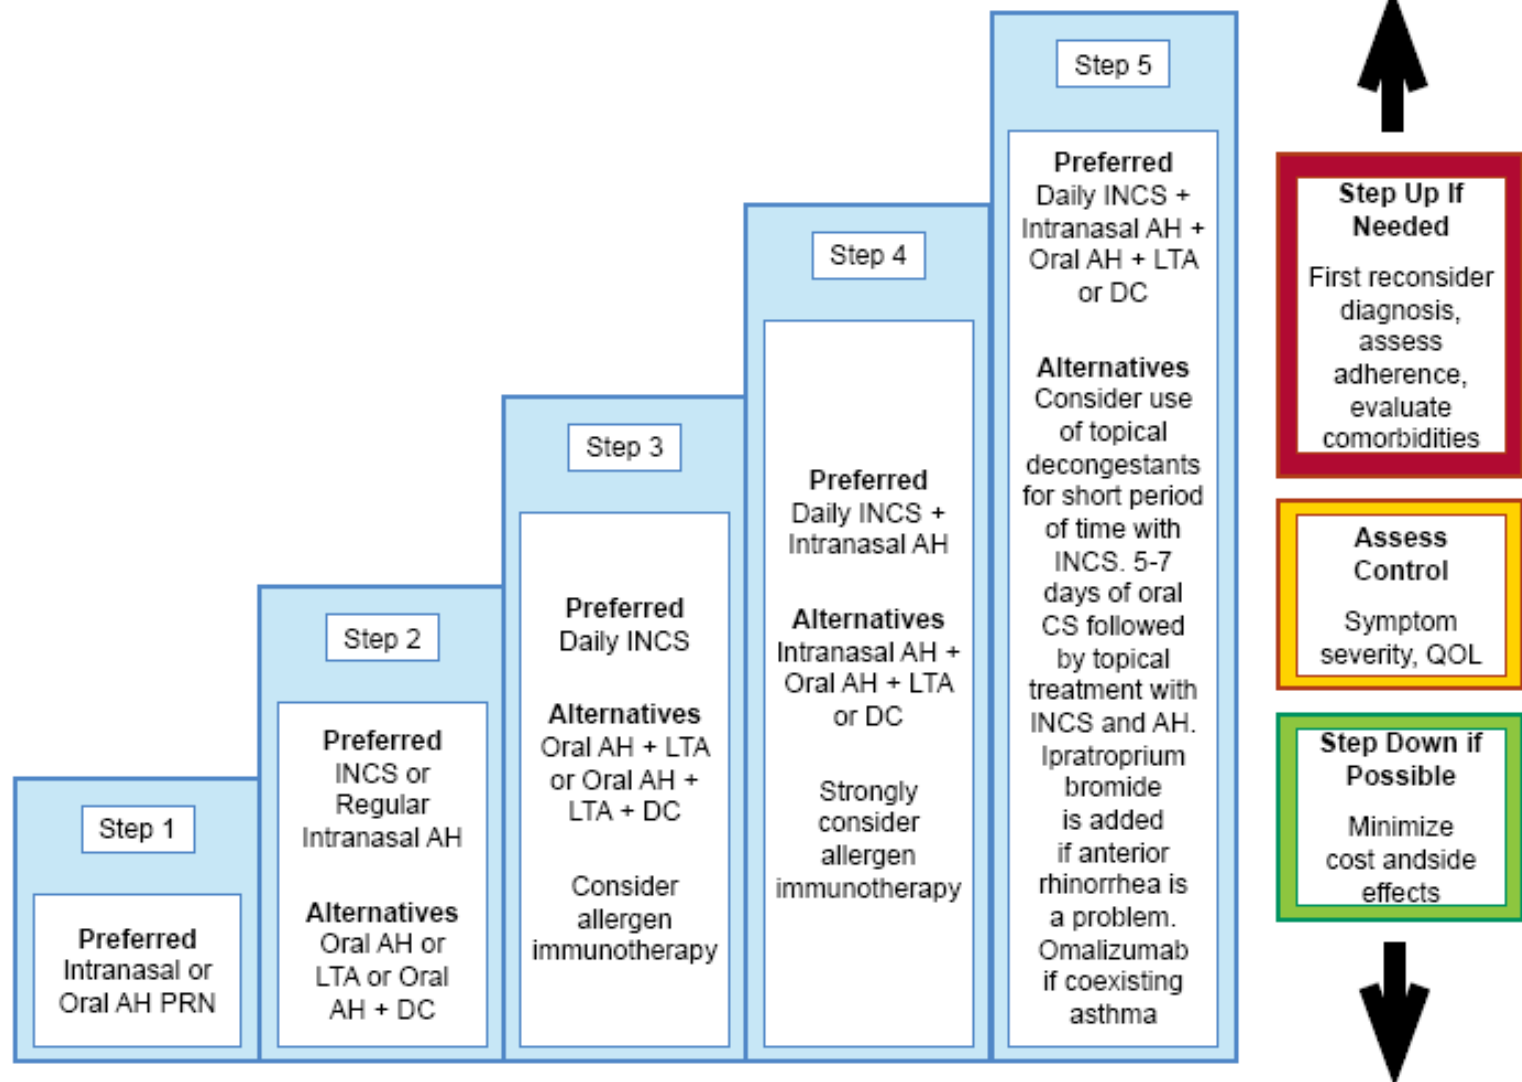 Step 1
Preferred
Intranasal or
Oral AH PRN
Step 2
Preferred
INCS or
Regular
Intranasal AH
Alternatives
Oral AH or
LTA or Oral
AH + DC
Step 3
Preferred
Daily INCS
Alternatives
Oral AH + LTA
or Oral AH +
LTA + DC
Consider
allergen
immunotherapy
Step 4
Preferred
Daily INCS +
Intranasal AH
Alternatives
Intranasal AH +
Oral AH + LTA
or DC
Strongly
consider
allergen
immunotherapy
Step 5
Preferred
Daily INCS +
Intranasal AH +
Oral AH + LTA
or DC
Alternatives
Consider use
of topical
decongestants
for short period
of time with
INCS. 5-7
days of oral
CS followed
by topical
treatment with
INCS and AH.
Ipratroprium
bromide
is added
if anterior
rhinorrhea is
a problem.
Omalizumab
if coexisting
asthma
Step Up If
Needed
First reconsider
diagnosis,
assess
adherence,
evaluate
comorbidities
Assess
Control
Symptom
severity, QOL
Step Down if
Possible
Minimize
cost andside
effects